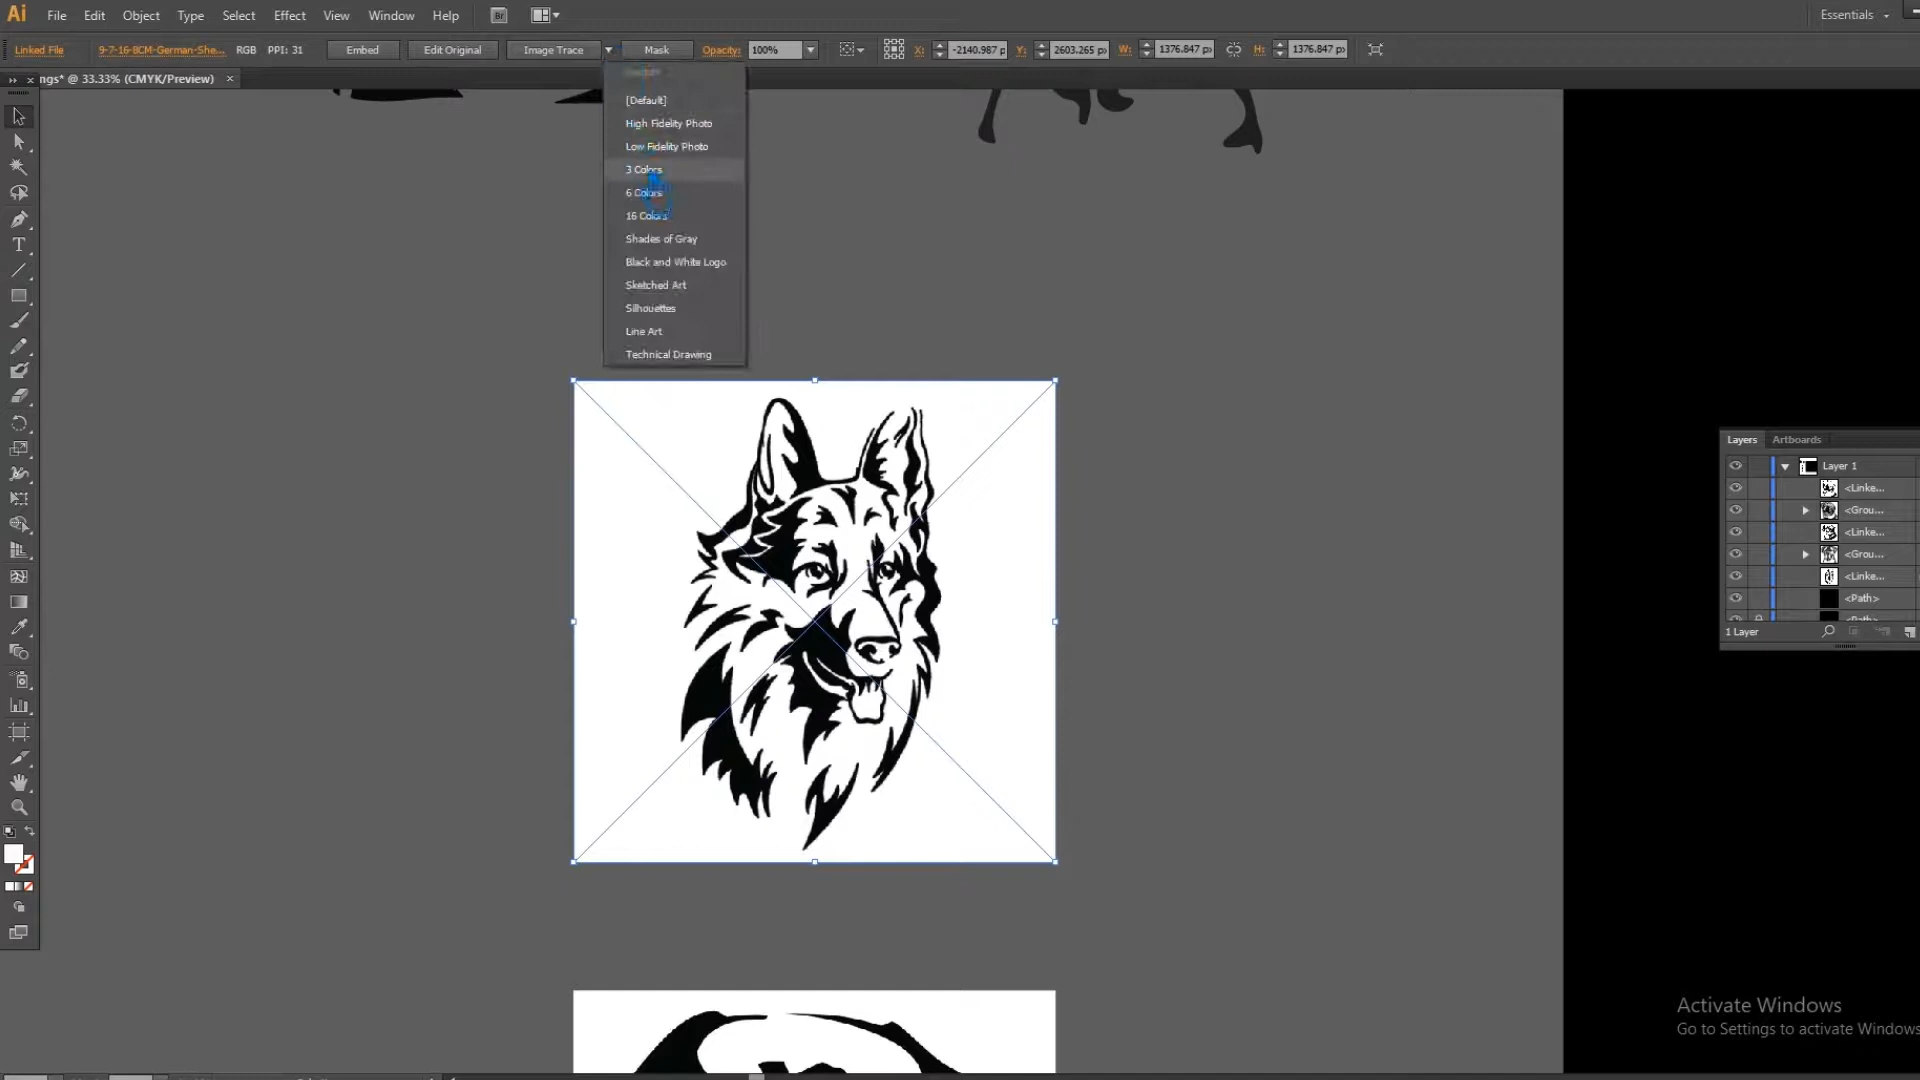 Ai File Edit Object Type Select Effect View Window Help Br Essentials
Linked File 9-7-16-BCM-German-She... RGB PPI: 31 Embed Edit Original Image Trace Mask Opacity: 100% X: -2140.987 p Y: 2603.265 px W: 1376.847 px H: 1376.847 px
ngs* @ 33.33% (CMYK/Preview) ×
[Default]
High Fidelity Photo
Low Fidelity Photo
3 Colors
6 Colors
16 Colors
Shades of Gray
Black and White Logo
Sketched Art
Silhouettes
Line Art
Technical Drawing
Layers Artboards
Layer 1
<Linke...
<Grou...
<Linke...
<Grou...
<Linke...
<Path>
<Path>
1 Layer
Activate Windows
Go to Settings to activate Windows